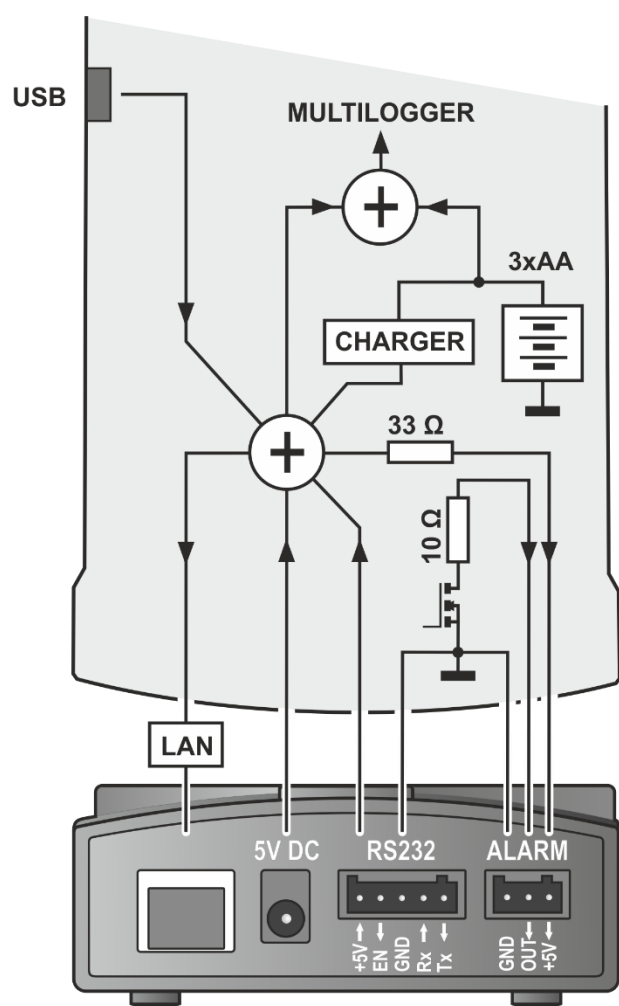 USB
MULTILOGGER
3xAA
CHARGER
33 Ω
10 Ω
LAN
5V DC
RS232
ALARM
+5V
EN
GND
Rx
Tx
GND
OUT
+5V